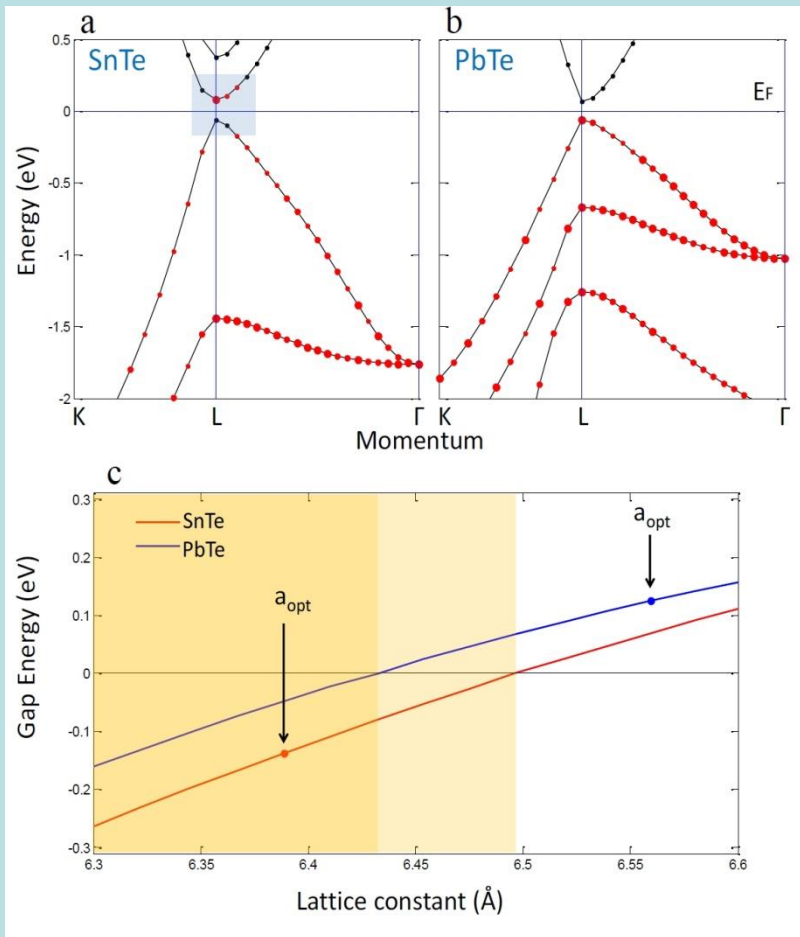 a
b
SnTe
PbTe
EF
Energy (eV)
0.5
0
-0.5
-1
-1.5
-2
K
L
Γ
K
L
Γ
Momentum
c
SnTe
PbTe
aopt
aopt
Gap Energy (eV)
0.3
0.2
0.1
0
-0.1
-0.2
-0.3
6.3
6.35
6.4
6.45
6.5
6.55
6.6
Lattice constant (Å)